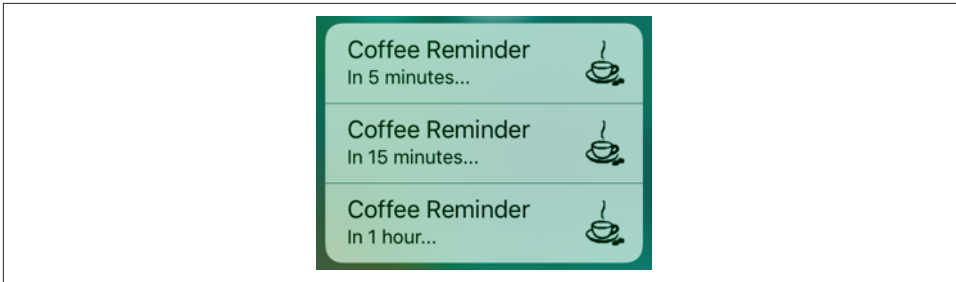 Coffee Reminder
In 5 minutes...
Coffee Reminder
In 15 minutes...
Coffee Reminder
In 1 hour...